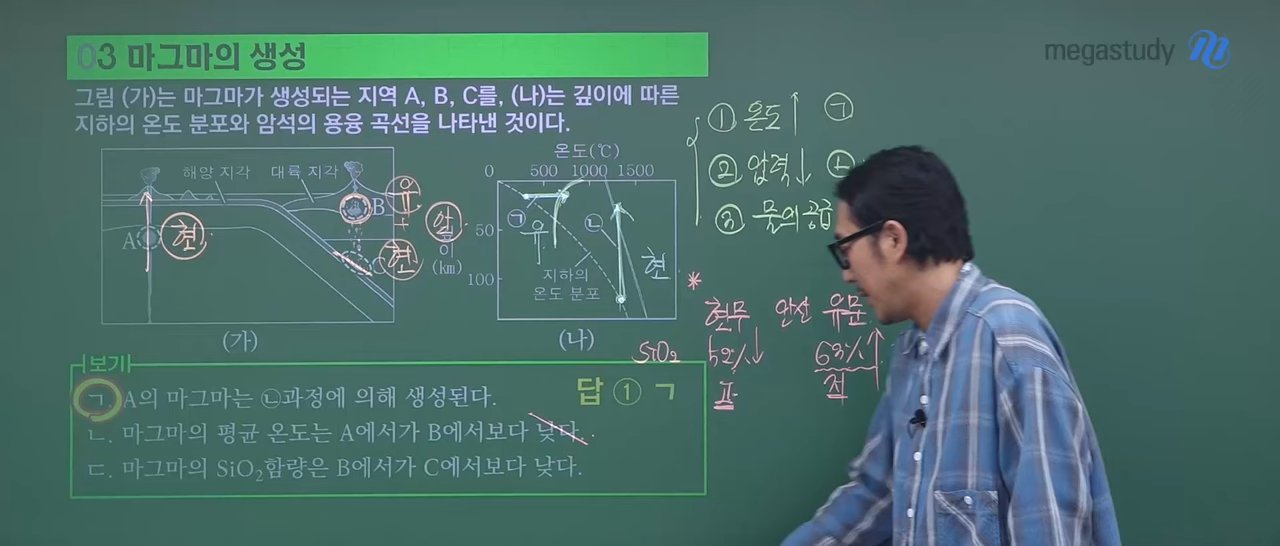 03 마그마의 생성
megastudy
그림 (가)는 마그마가 생성되는 지역 A, B, C를, (나)는 깊이에 따른
지하의 온도 분포와 암석의 용융 곡선을 나타낸 것이다.
해양 지각
대륙 지각
A
현
B
유
+
현
안
(km)
(가)
온도(℃)
0
500 1000 1500
50
100
㉠
유
㉡
현
지하의
온도 분포
(나)
① 온도↑ ㉠
② 압력↓ ㉡
③ 물의 공급
*
현무 안산 유문
SiO₂ 52%↓ 63%↑
보기
ㄱ. A의 마그마는 ㉡과정에 의해 생성된다.
답 ① ㄱ
ㄴ. 마그마의 평균 온도는 A에서가 B에서보다 낮다.
ㄷ. 마그마의 SiO₂함량은 B에서가 C에서보다 낮다.